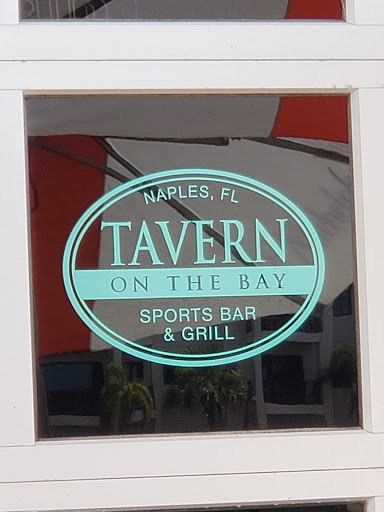 NAPLES, FL
TAVERN
ON THE BAY
SPORTS BAR
& GRILL